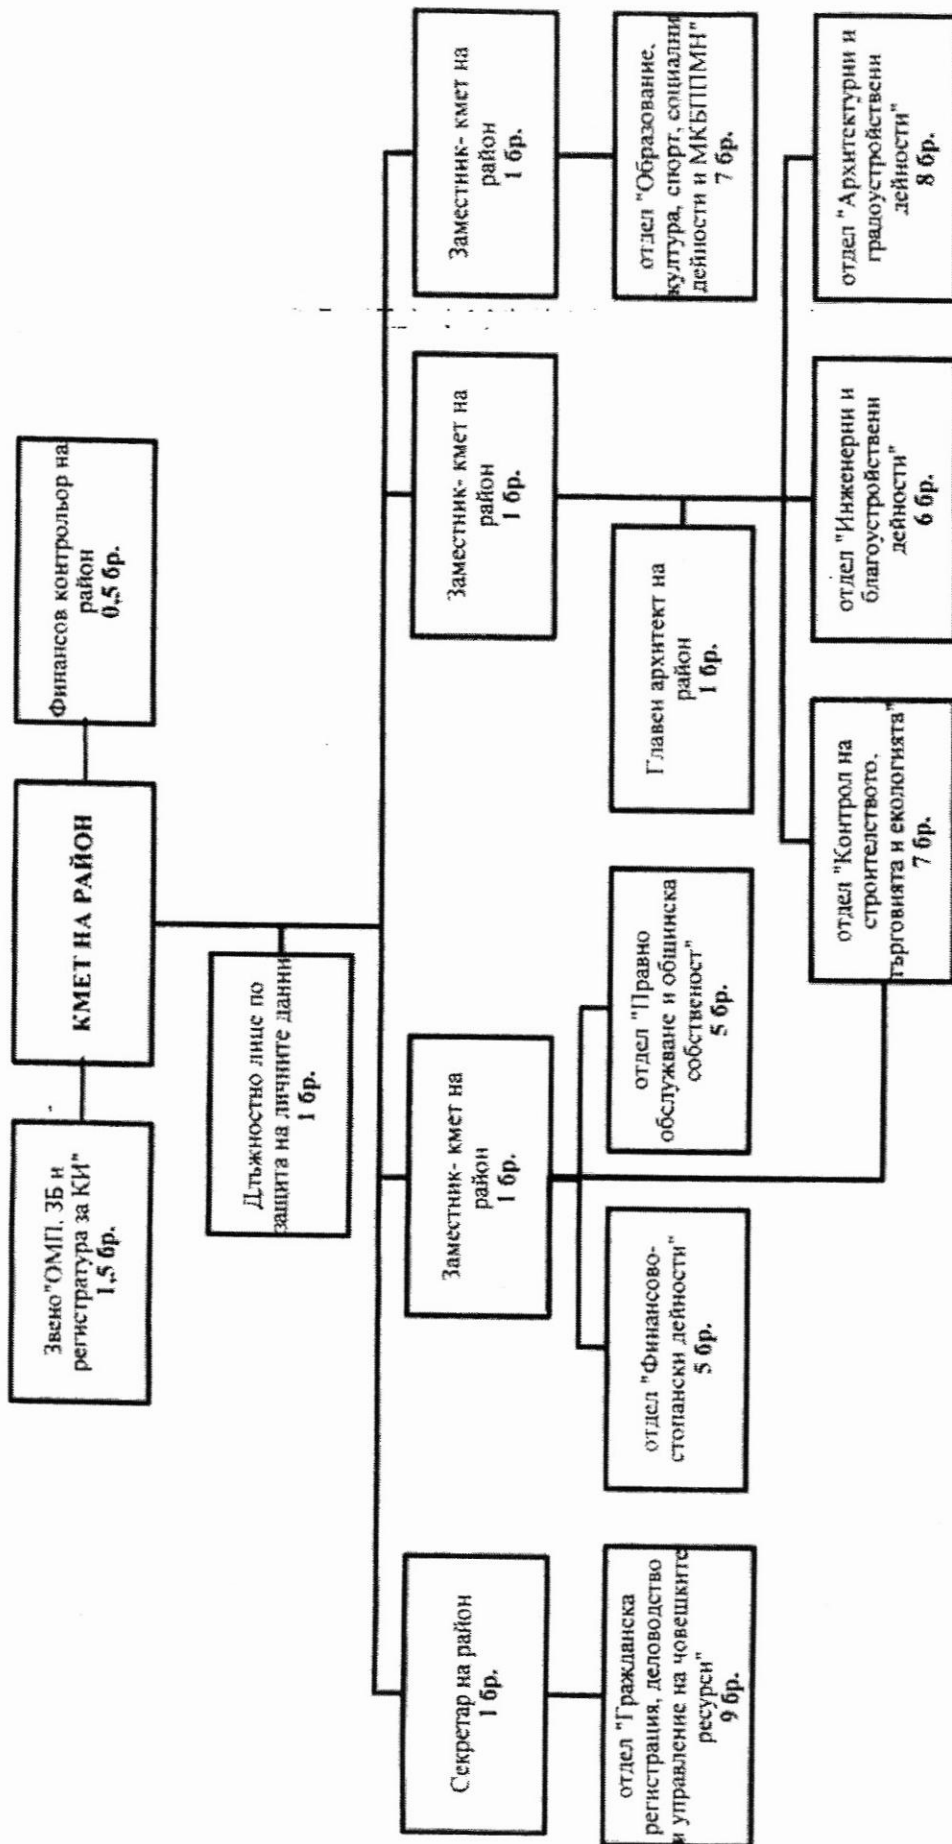 Звено"ОМП, ЗБ и
регистратура за КИ"
1,5 бр.
КМЕТ НА РАЙОН
Финансов контрольор на
район
0,5 бр.
Длъжностно лице по
защита на личните данни
1 бр.
Секретар на район
1 бр.
Заместник- кмет на
район
1 бр.
Заместник- кмет на
район
1 бр.
Заместник- кмет на
район
1 бр.
отдел "Гражданска
регистрация, деловодство
и управление на човешките
ресурси"
9 бр.
отдел "Финансово-
стопански дейности"
5 бр.
отдел "Правно
обслужване и общинска
собственост"
5 бр.
Главен архитект на
район
1 бр.
отдел "Образование,
култура, спорт, социални
дейности и МКБППМН"
7 бр.
отдел "Контрол на
строителството,
търговията и екологията"
7 бр.
отдел "Инженерни и
благоустройствени
дейности"
6 бр.
отдел "Архитектурни и
градоустройствени
дейности"
8 бр.